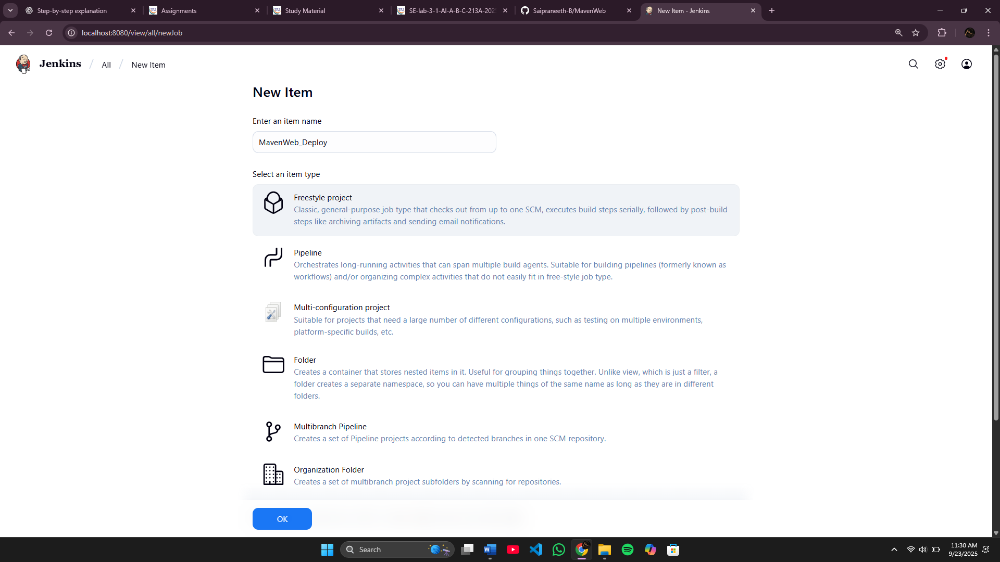 Step-by-step explanation
Assignments
Study Material
SE-lab-3-1-AI-A-B-C-213A-202
Saipraneeth-B/MavenWeb
New Item - Jenkins
localhost:8080/view/all/newJob
Jenkins / All / New Item
New Item
Enter an item name
MavenWeb_Deploy
Select an item type
Freestyle project
Classic, general-purpose job type that checks out from up to one SCM, executes build steps serially, followed by post-build
steps like archiving artifacts and sending email notifications.
Pipeline
Orchestrates long-running activities that can span multiple build agents. Suitable for building pipelines (formerly known as
workflows) and/or organizing complex activities that do not easily fit in free-style job type.
Multi-configuration project
Suitable for projects that need a large number of different configurations, such as testing on multiple environments,
platform-specific builds, etc.
Folder
Creates a container that stores nested items in it. Useful for grouping things together. Unlike view, which is just a filter, a
folder creates a separate namespace, so you can have multiple things of the same name as long as they are in different
folders.
Multibranch Pipeline
Creates a set of Pipeline projects according to detected branches in one SCM repository.
Organization Folder
Creates a set of multibranch project subfolders by scanning for repositories.
OK
Search
11:30 AM
9/23/2025